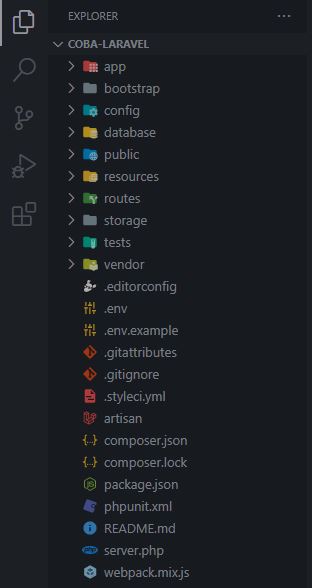 EXPLORER
COBA-LARAVEL
app
bootstrap
config
database
public
resources
routes
storage
tests
vendor
.editorconfig
.env
.env.example
.gitattributes
.gitignore
.styleci.yml
artisan
composer.json
composer.lock
package.json
phpunit.xml
README.md
server.php
webpack.mix.js